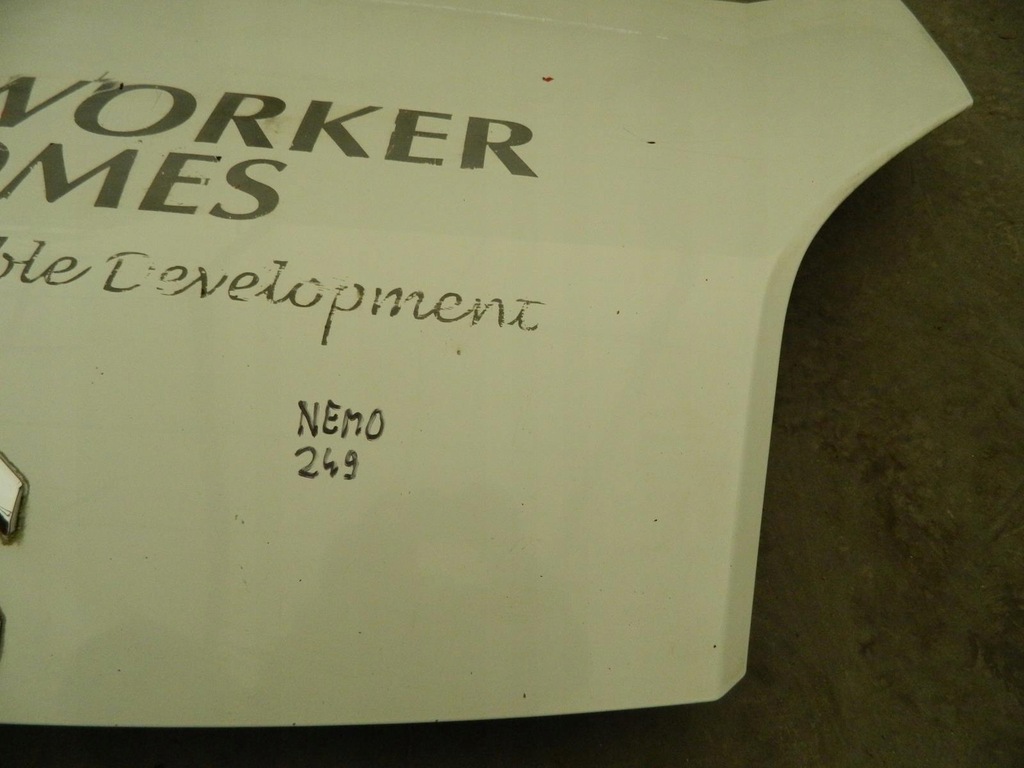 WORKER
OMES
ble Development
NEMO
249